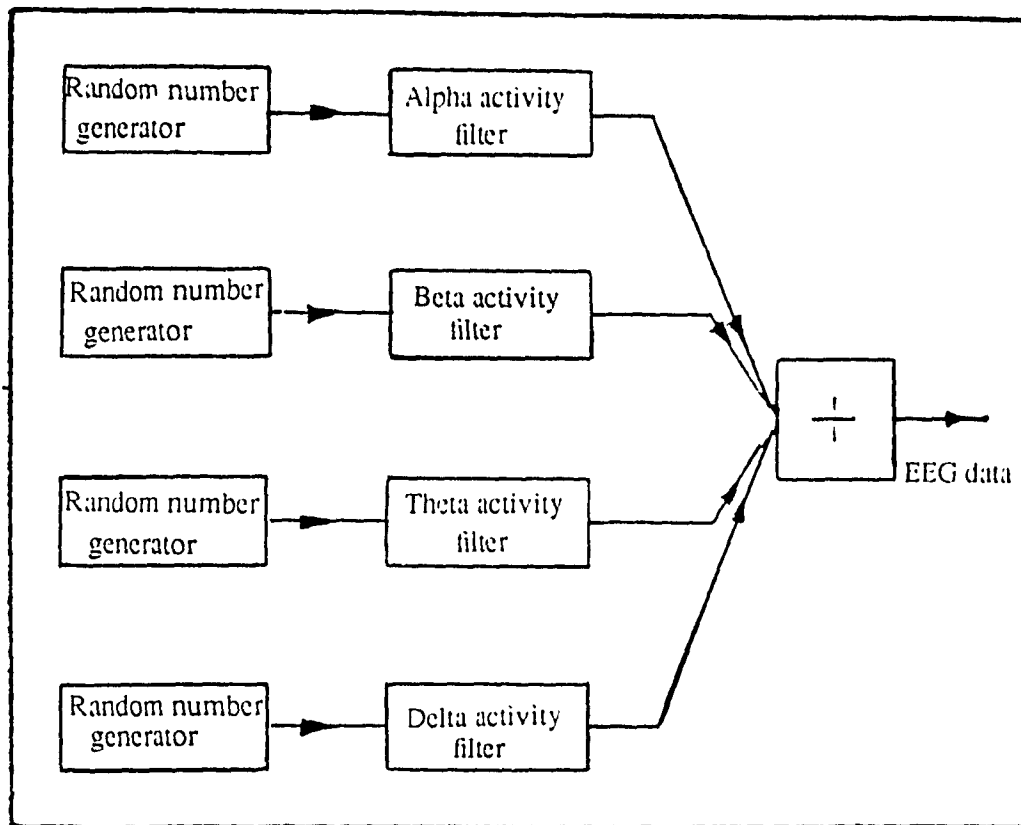 Random number
generator
Alpha activity
filter
Random number
generator
Beta activity
filter
EEG data
Random number
generator
Theta activity
filter
Random number
generator
Delta activity
filter